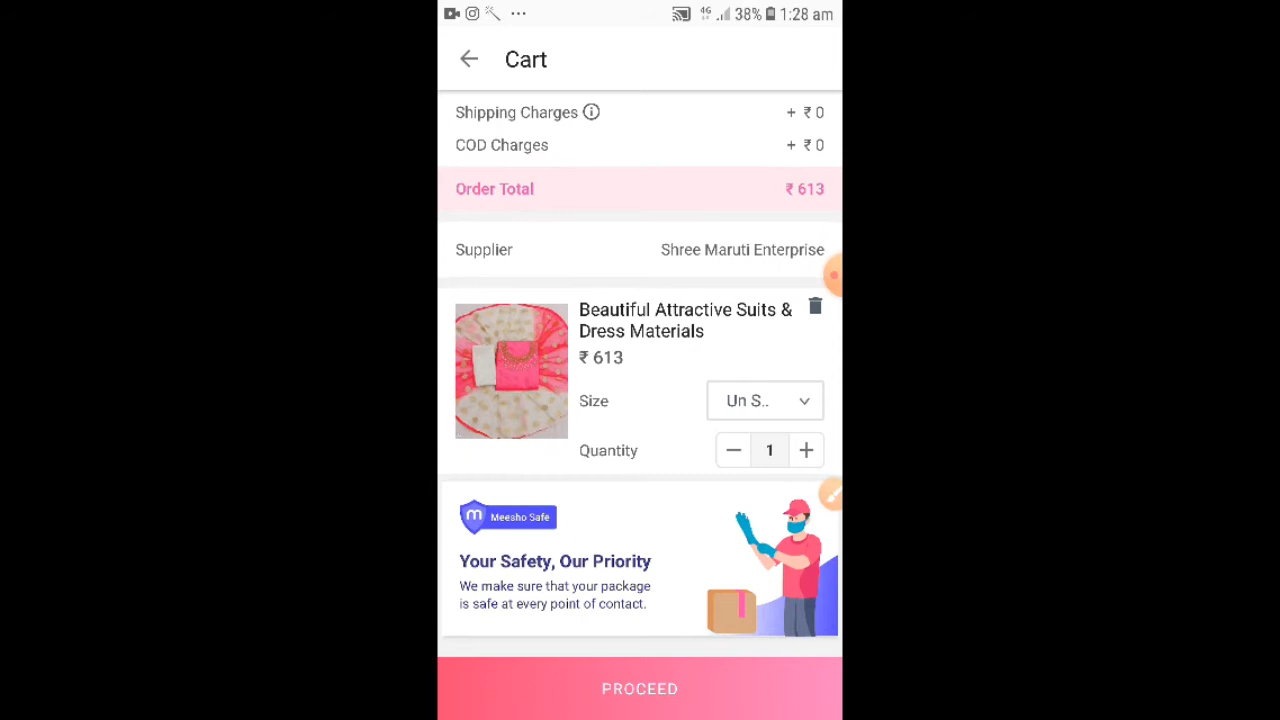 4G 38% 1:28 am
Cart
Shipping Charges + ₹ 0
COD Charges + ₹ 0
Order Total ₹ 613
Supplier Shree Maruti Enterprise
Beautiful Attractive Suits &
Dress Materials
₹ 613
Size Un S..
Quantity 1
m Meesho Safe
Your Safety, Our Priority
We make sure that your package
is safe at every point of contact.
PROCEED